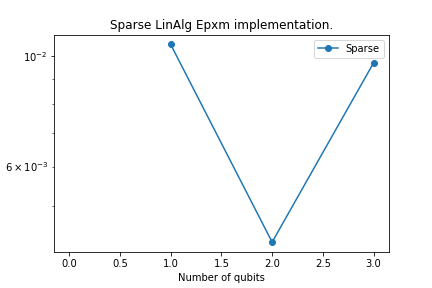 Sparse LinAlg Epxm implementation.
Sparse
10⁻²
6 × 10⁻³
0.0 0.5 1.0 1.5 2.0 2.5 3.0
Number of qubits